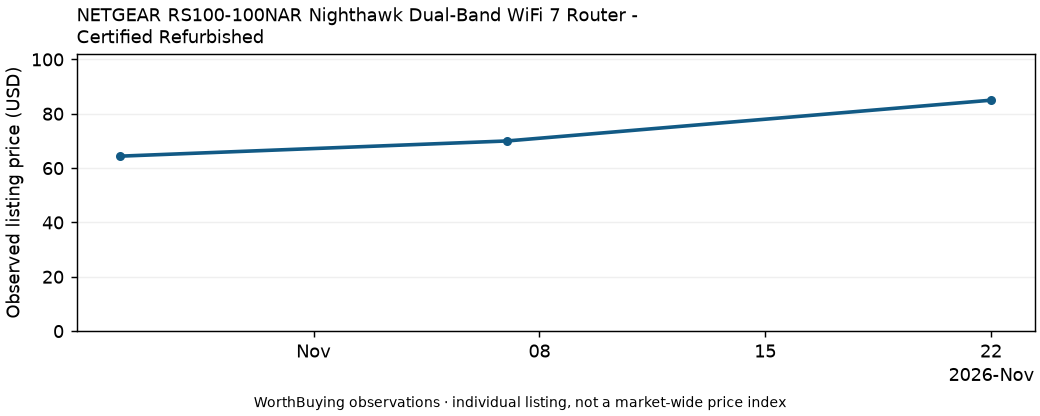 NETGEAR RS100-100NAR Nighthawk Dual-Band WiFi 7 Router -
Certified Refurbished
Observed listing price (USD)
100
80
60
40
20
0
Nov
08
15
22
2026-Nov
WorthBuying observations · individual listing, not a market-wide price index